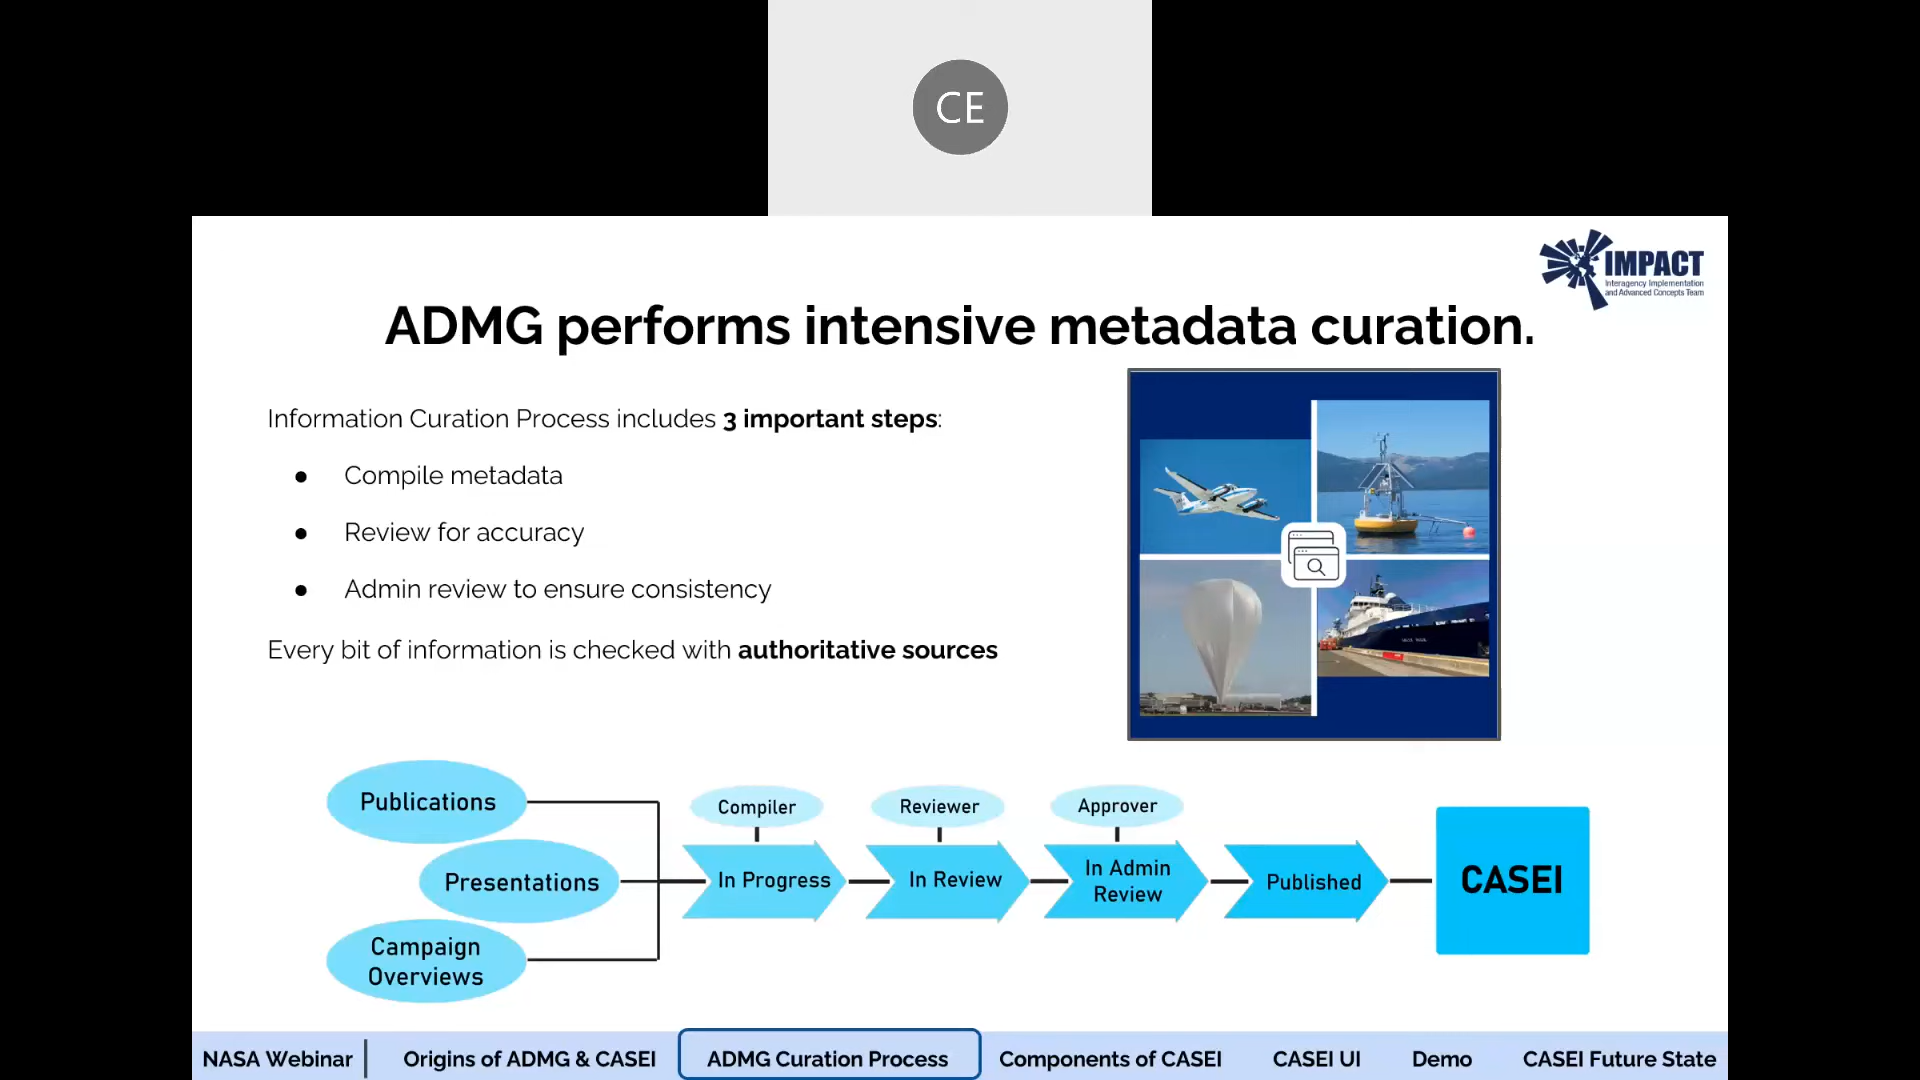 CE
IMPACT
Interagency Implementation
and Advanced Concepts Team
ADMG performs intensive metadata curation.
Information Curation Process includes 3 important steps:
● Compile metadata
● Review for accuracy
● Admin review to ensure consistency
Every bit of information is checked with authoritative sources
Publications
Presentations
Campaign
Overviews
Compiler
In Progress
Reviewer
In Review
Approver
In Admin
Review
Published
CASEI
NASA Webinar
Origins of ADMG & CASEI
ADMG Curation Process
Components of CASEI
CASEI UI
Demo
CASEI Future State